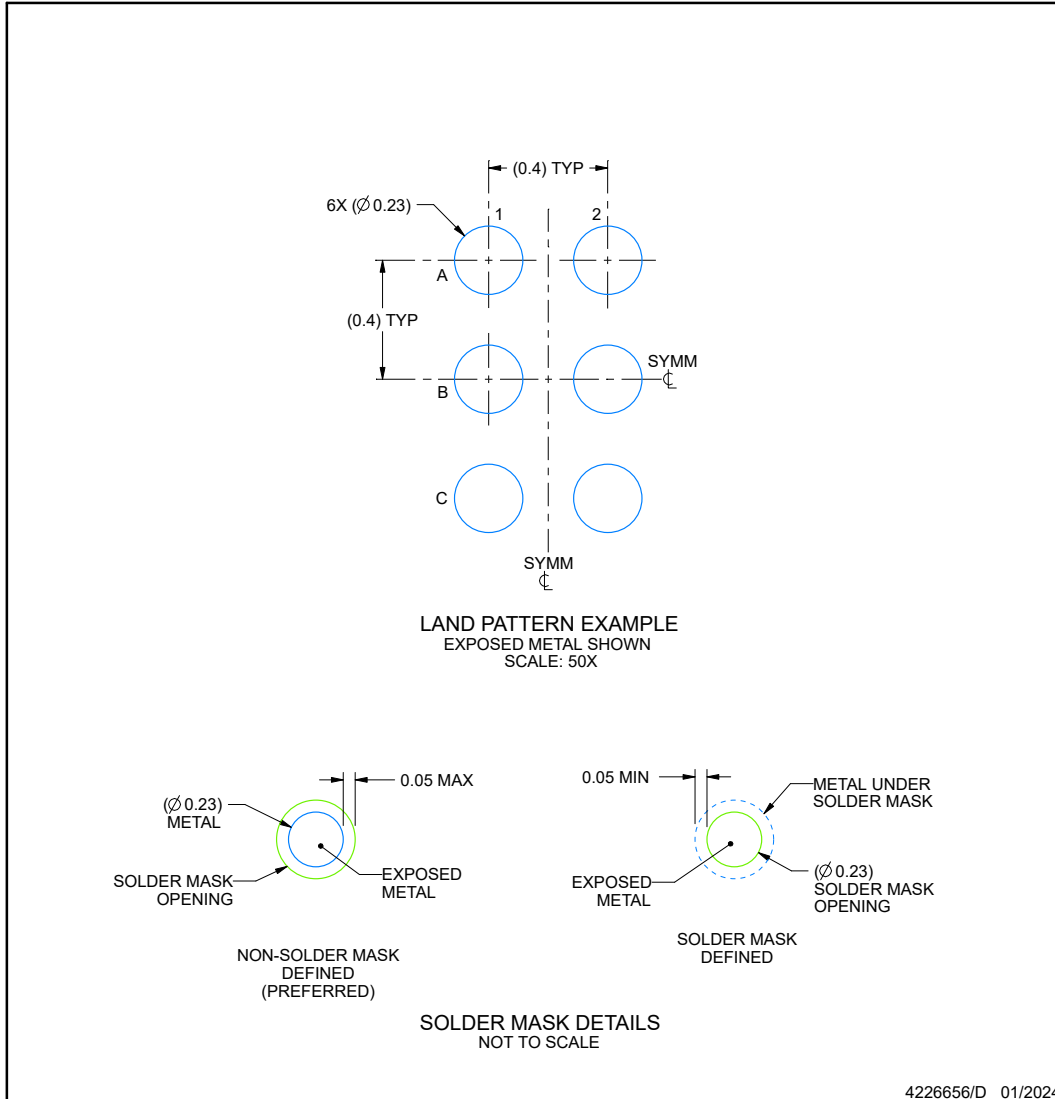 (0.4) TYP
6X (∅ 0.23)
1
2
A
(0.4) TYP
SYMM
℄
B
C
SYMM
℄
LAND PATTERN EXAMPLE
EXPOSED METAL SHOWN
SCALE: 50X
0.05 MAX
(∅ 0.23)
METAL
SOLDER MASK
OPENING
EXPOSED
METAL
NON-SOLDER MASK
DEFINED
(PREFERRED)
0.05 MIN
METAL UNDER
SOLDER MASK
EXPOSED
METAL
(∅ 0.23)
SOLDER MASK
OPENING
SOLDER MASK
DEFINED
SOLDER MASK DETAILS
NOT TO SCALE
4226656/D 01/2024